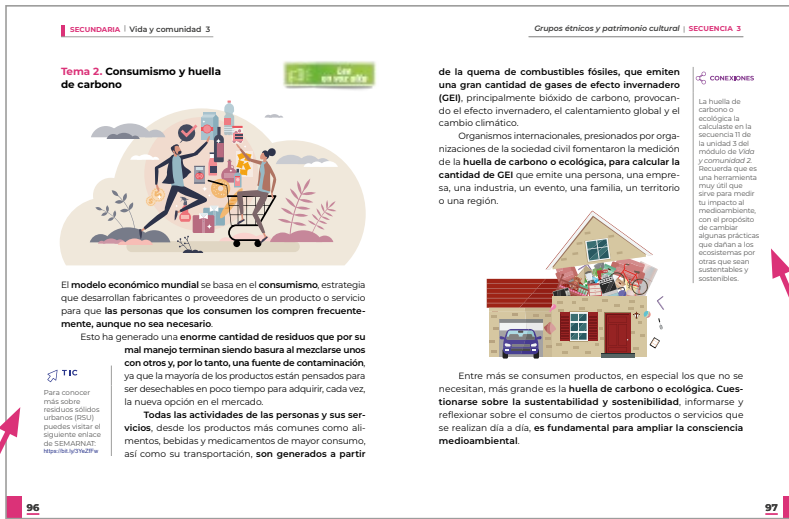 SECUNDARIA | Vida y comunidad 3
Tema 2. Consumismo y huella
de carbono
Lee
en voz alta
El modelo económico mundial se basa en el consumismo, estrategia
que desarrollan fabricantes o proveedores de un producto o servicio
para que las personas que los consumen los compren frecuente-
mente, aunque no sea necesario.
Esto ha generado una enorme cantidad de residuos que por su
mal manejo terminan siendo basura al mezclarse unos
con otros y, por lo tanto, una fuente de contaminación,
ya que la mayoría de los productos están pensados para
ser desechables en poco tiempo para adquirir, cada vez,
la nueva opción en el mercado.
Todas las actividades de las personas y sus ser-
vicios, desde los productos más comunes como ali-
mentos, bebidas y medicamentos de mayor consumo,
así como su transportación, son generados a partir
TIC
Para conocer
más sobre
residuos sólidos
urbanos (RSU)
puedes visitar el
siguiente enlace
de SEMARNAT:
96
Grupos étnicos y patrimonio cultural | SECUENCIA 3
de la quema de combustibles fósiles, que emiten
una gran cantidad de gases de efecto invernadero
(GEI), principalmente bióxido de carbono, provocan-
do el efecto invernadero, el calentamiento global y el
cambio climático.
Organismos internacionales, presionados por orga-
nizaciones de la sociedad civil fomentaron la medición
de la huella de carbono o ecológica, para calcular la
cantidad de GEI que emite una persona, una empre-
sa, una industria, un evento, una familia, un territorio
o una región.
Entre más se consumen productos, en especial los que no se
necesitan, más grande es la huella de carbono o ecológica. Cues-
tionarse sobre la sustentabilidad y sostenibilidad, informarse y
reflexionar sobre el consumo de ciertos productos o servicios que
se realizan día a día, es fundamental para ampliar la consciencia
medioambiental.
CONEXIONES
La huella de
carbono o
ecológica la
calculaste en la
secuencia 11 de
la unidad 3 del
módulo de Vida
y comunidad 2.
Recuerda que es
una herramienta
muy útil que
sirve para medir
tu impacto al
medioambiente,
con el propósito
de cambiar
algunas prácticas
que dañan a los
ecosistemas por
otras que sean
sustentables y
sostenibles.
97